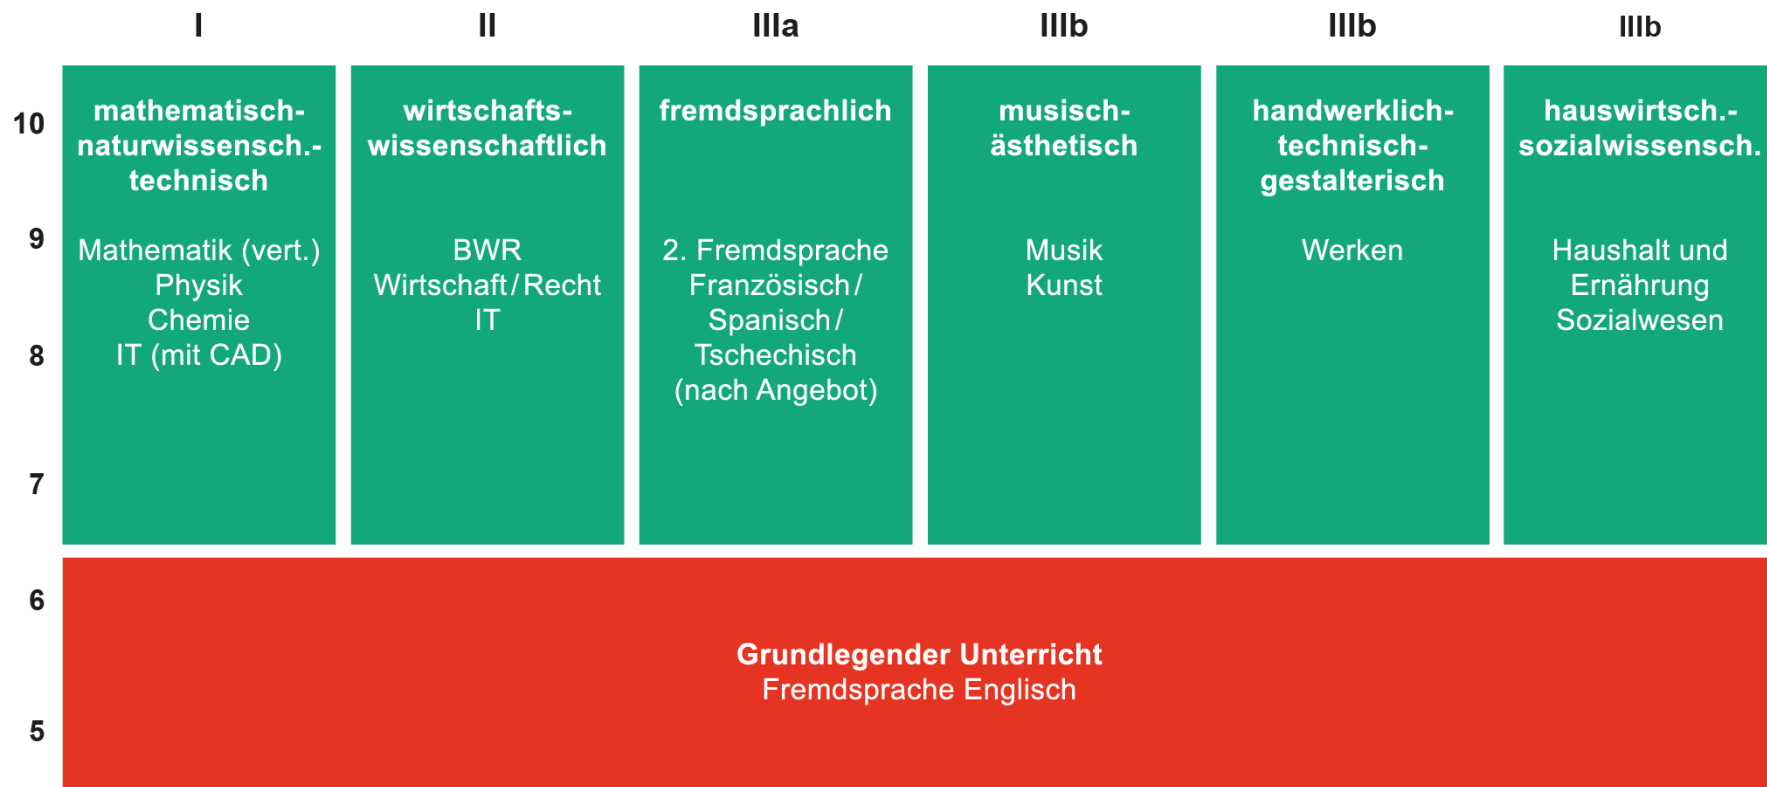 I
II
IIIa
IIIb
IIIb
IIIb
10
9
8
7
6
5
mathematisch-
naturwissensch.-
technisch
Mathematik (vert.)
Physik
Chemie
IT (mit CAD)
wirtschafts-
wissenschaftlich
BWR
Wirtschaft/Recht
IT
fremdsprachlich
2. Fremdsprache
Französisch/
Spanisch/
Tschechisch
(nach Angebot)
musisch-
ästhetisch
Musik
Kunst
handwerklich-
technisch-
gestalterisch
Werken
hauswirtsch.-
sozialwissensch.
Haushalt und
Ernährung
Sozialwesen
Grundlegender Unterricht
Fremdsprache Englisch